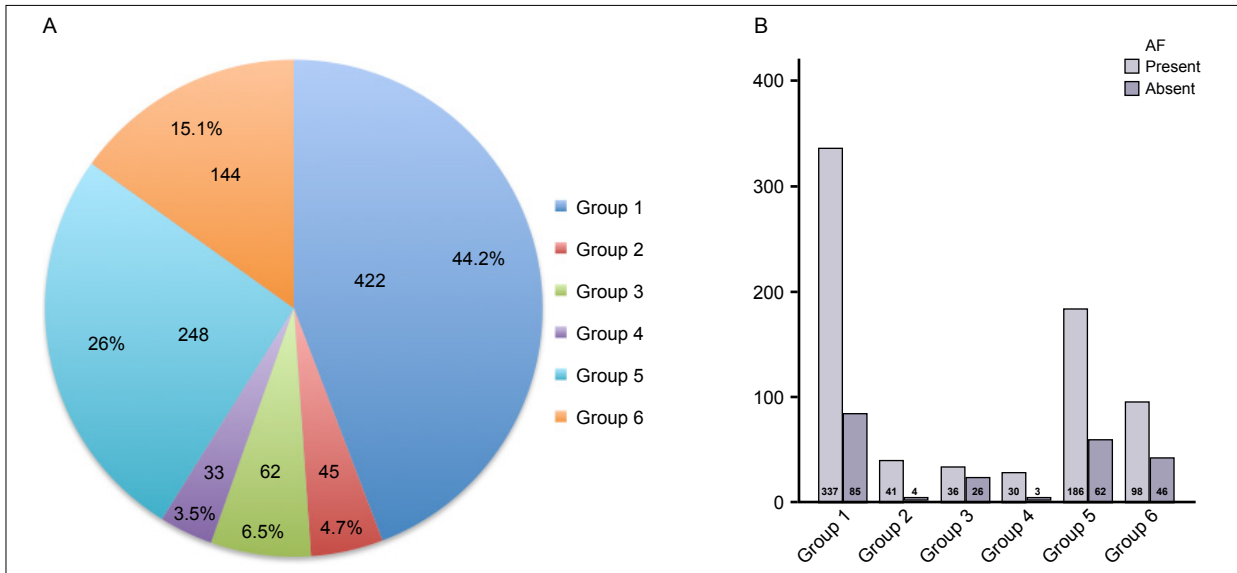 A
15.1%
144
44.2%
422
248
26%
33
62
45
3.5%
6.5%
4.7%
Group 1
Group 2
Group 3
Group 4
Group 5
Group 6
B
AF
Present
Absent
400
300
200
100
0
337 85 41 4 36 26 30 3 186 62 98 46
Group 1
Group 2
Group 3
Group 4
Group 5
Group 6